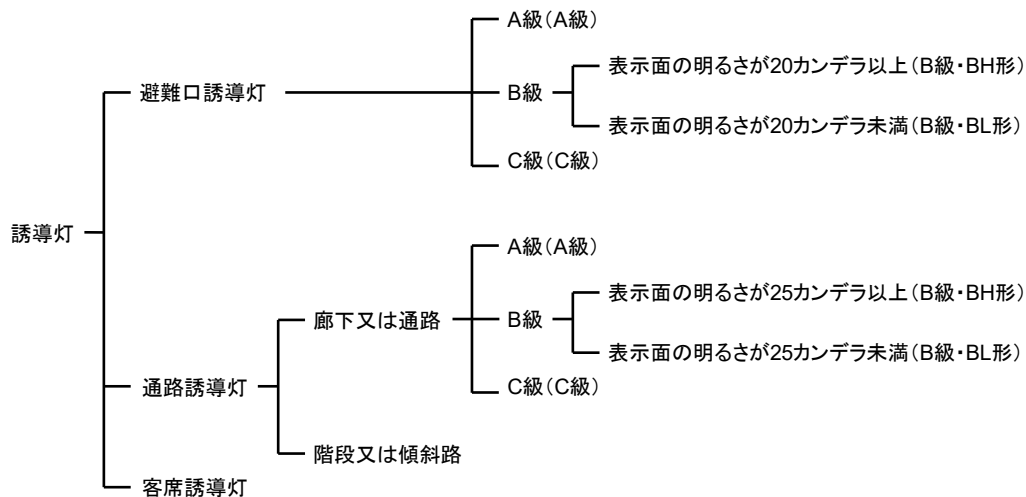 誘導灯
避難口誘導灯
A級(A級)
B級
表示面の明るさが20カンデラ以上(B級・BH形)
表示面の明るさが20カンデラ未満(B級・BL形)
C級(C級)
通路誘導灯
廊下又は通路
A級(A級)
B級
表示面の明るさが25カンデラ以上(B級・BH形)
表示面の明るさが25カンデラ未満(B級・BL形)
C級(C級)
階段又は傾斜路
客席誘導灯